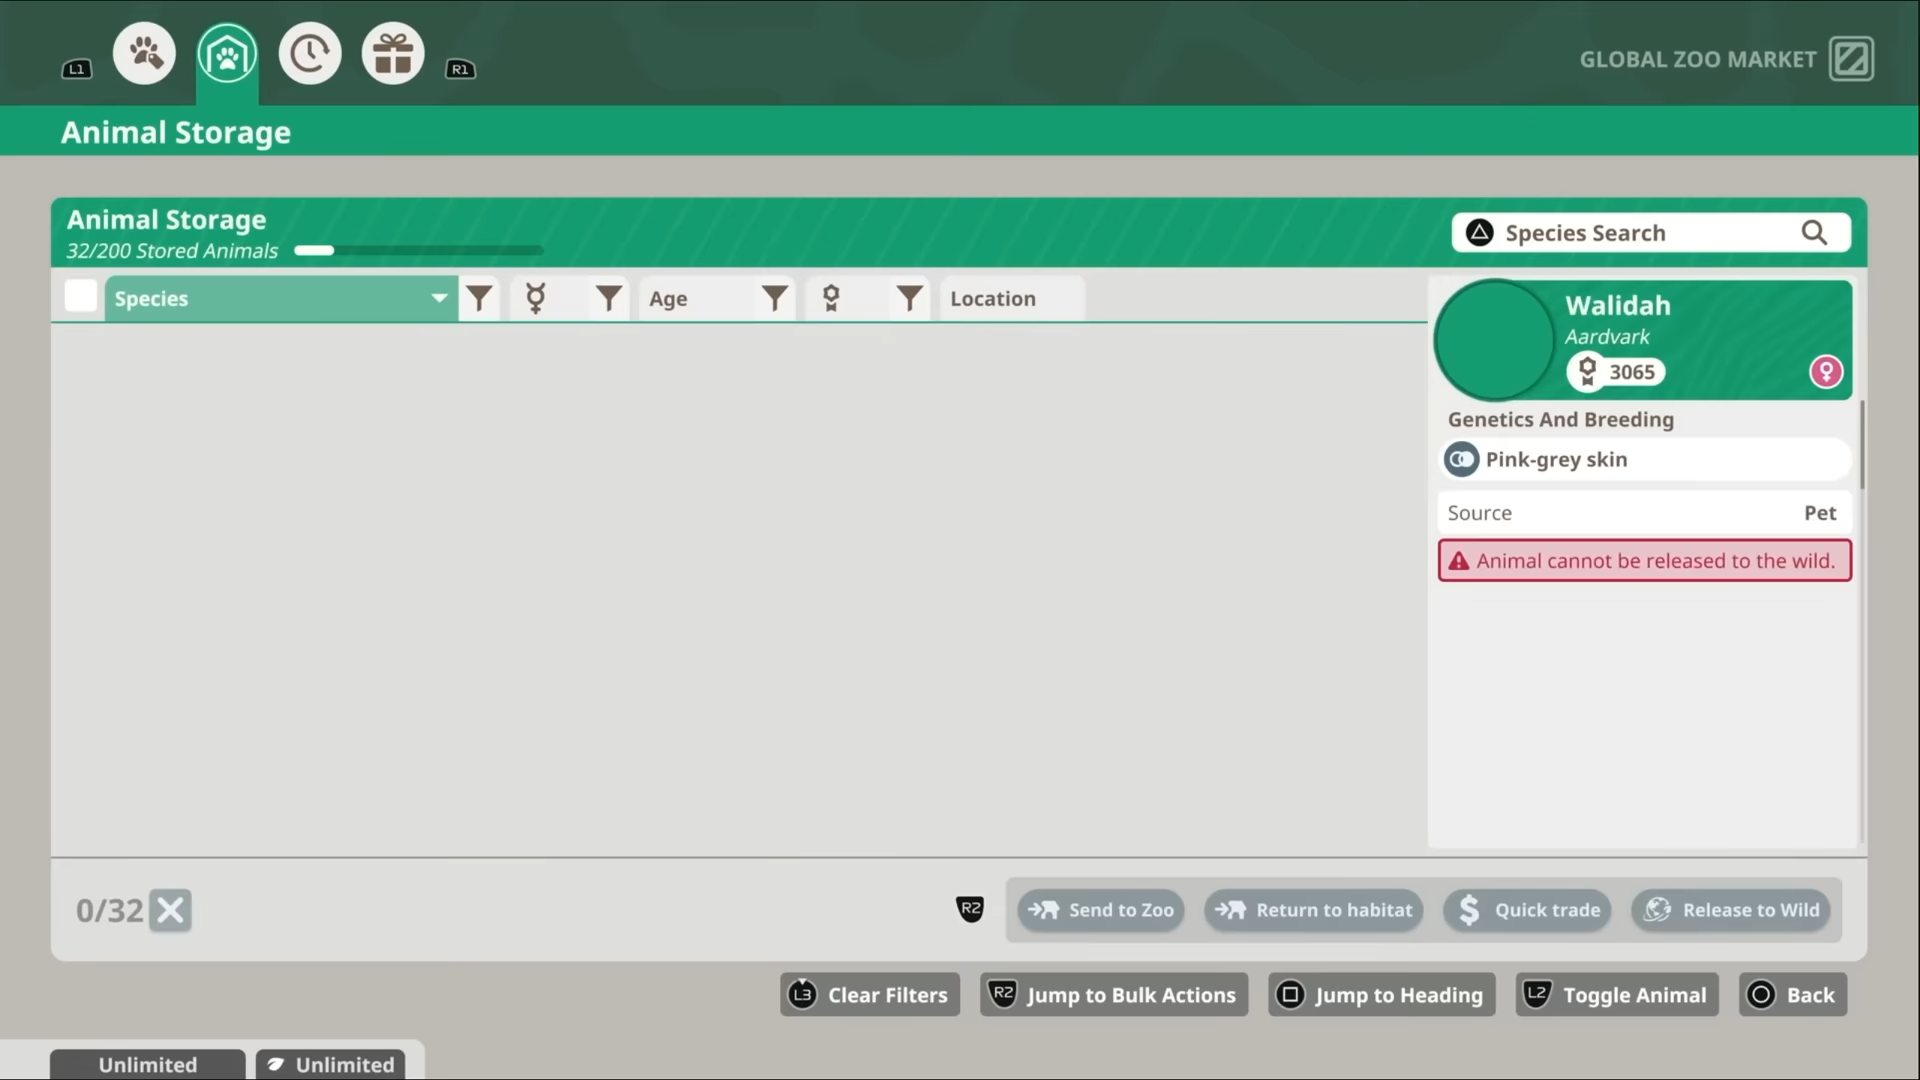 L1
R1
GLOBAL ZOO MARKET
Animal Storage
Animal Storage
32/200 Stored Animals
Species Search
Species
Age
Location
Walidah
Aardvark
3065
Genetics And Breeding
Pink-grey skin
Source Pet
Animal cannot be released to the wild.
0/32
R2 Send to Zoo Return to habitat $ Quick trade Release to Wild
L3 Clear Filters R2 Jump to Bulk Actions Jump to Heading L2 Toggle Animal Back
Unlimited Unlimited